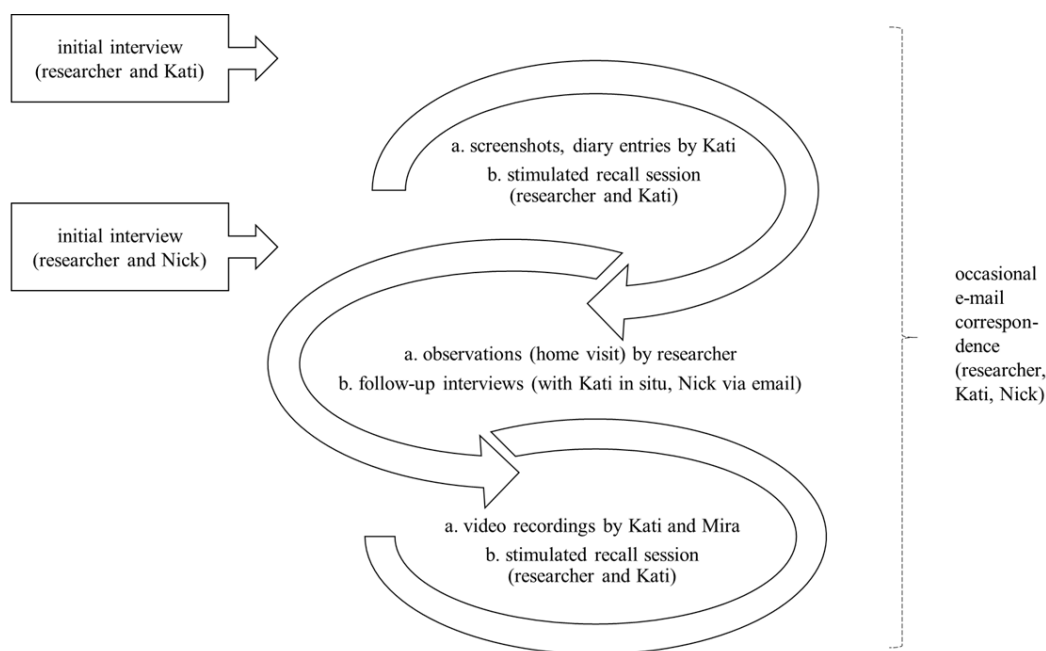 initial interview
(researcher and Kati)
a. screenshots, diary entries by Kati
b. stimulated recall session
(researcher and Kati)
initial interview
(researcher and Nick)
a. observations (home visit) by researcher
b. follow-up interviews (with Kati in situ, Nick via email)
a. video recordings by Kati and Mira
b. stimulated recall session
(researcher and Kati)
occasional
e-mail
correspon-
dence
(researcher,
Kati, Nick)